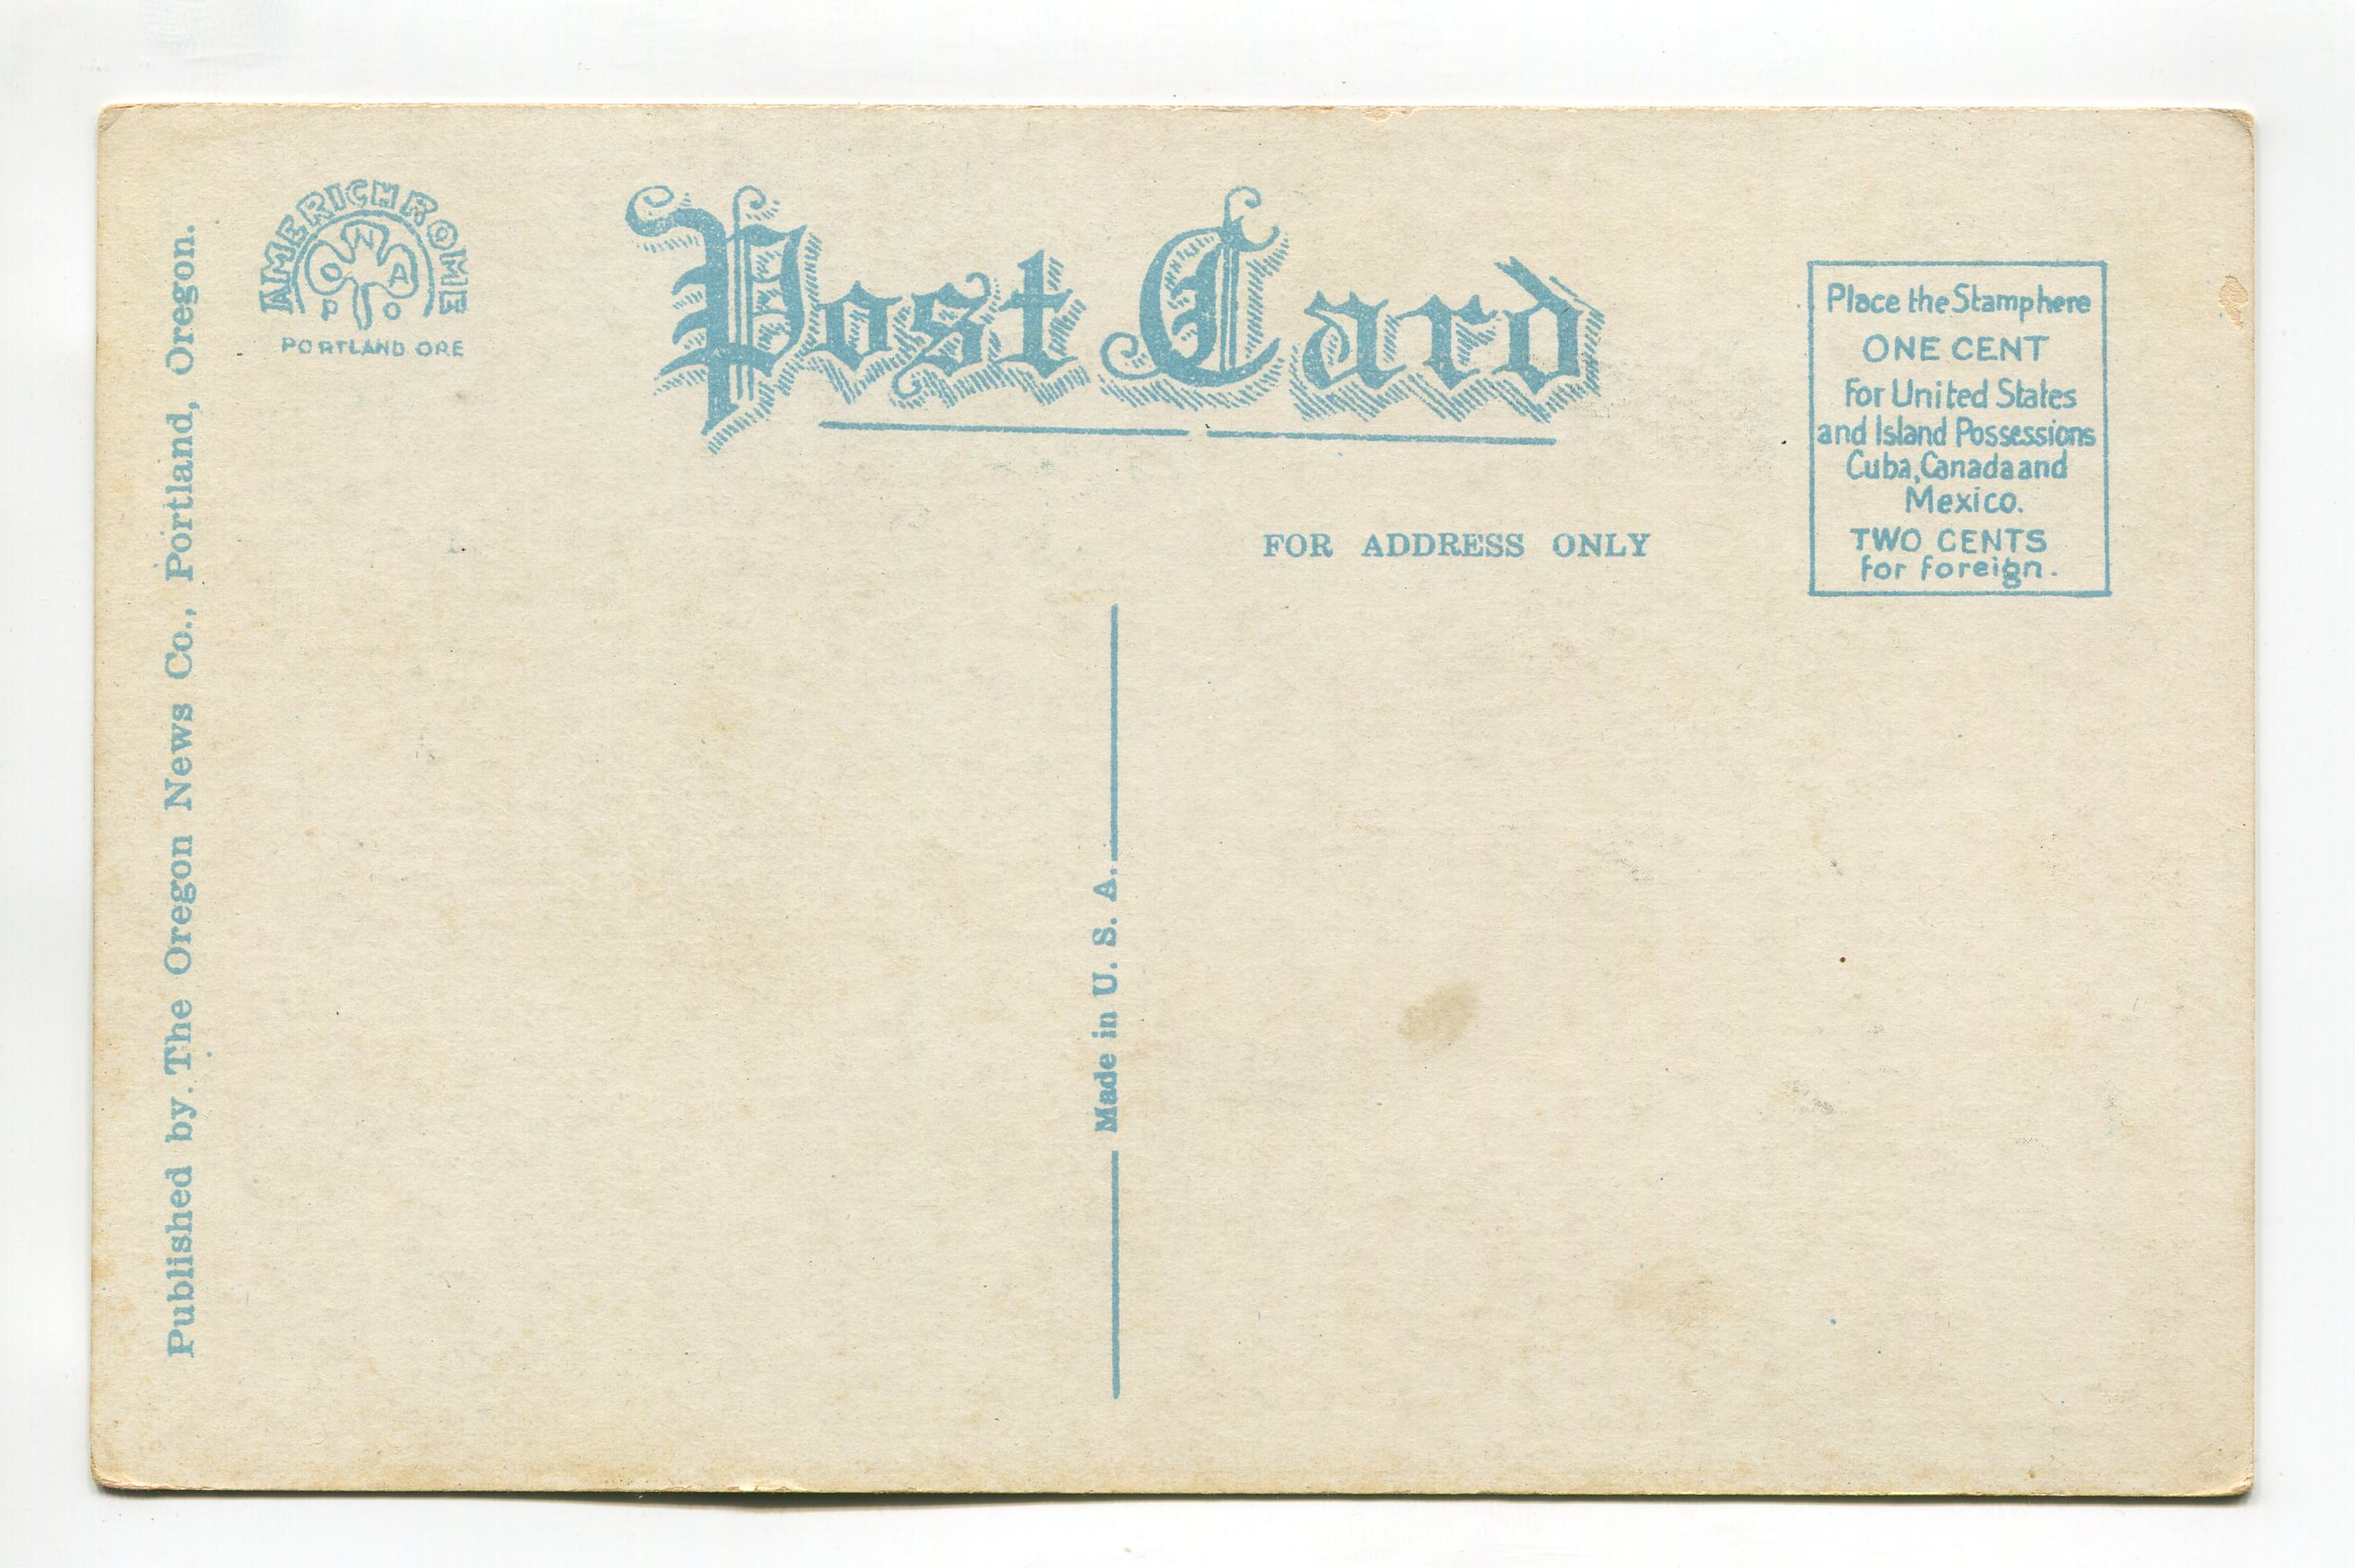 AMERICHROME
O N A
P O
PORTLAND ORE
Post Card
Place the Stamp here
ONE CENT
for United States
and Island Possessions
Cuba, Canada and
Mexico.
TWO CENTS
for foreign.
FOR ADDRESS ONLY
Published by. The Oregon News Co., Portland, Oregon.
Made in U. S. A.